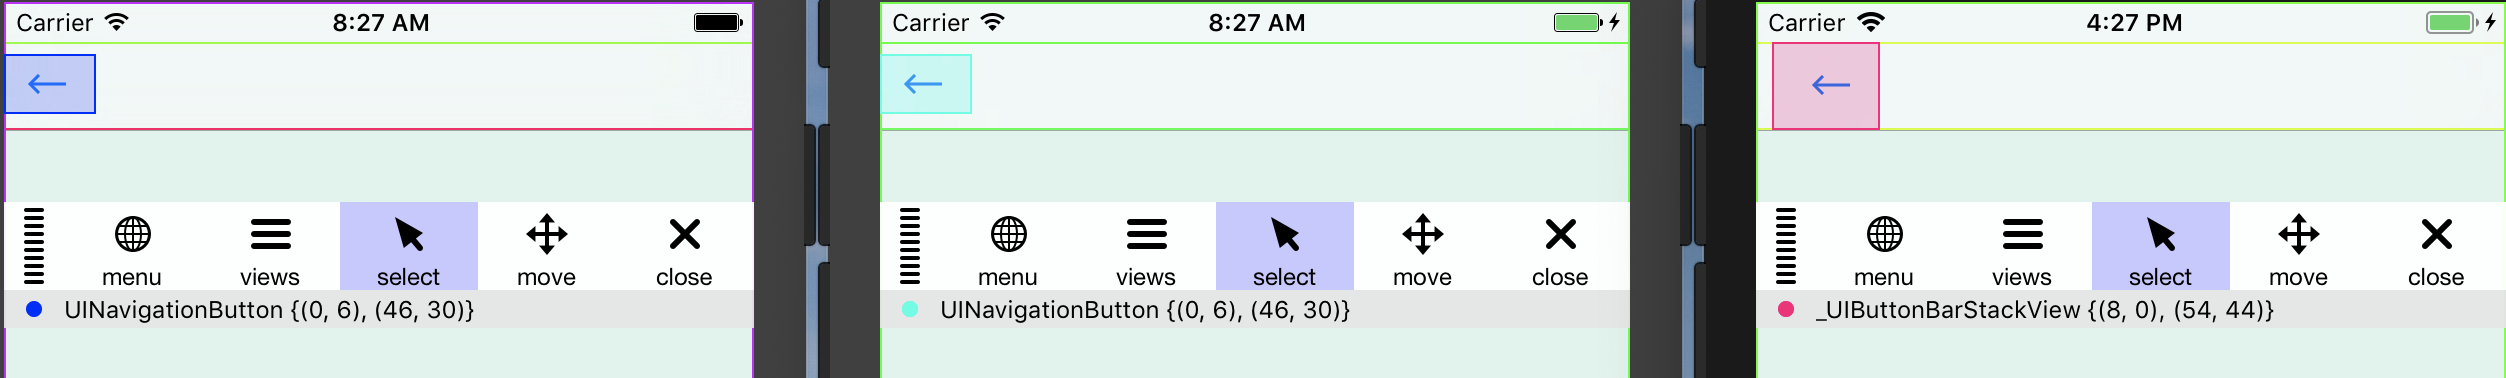 Carrier 8:27 AM
menu views select move close
UINavigationButton {(0, 6), (46, 30)}
Carrier 8:27 AM
menu views select move close
UINavigationButton {(0, 6), (46, 30)}
Carrier 4:27 PM
menu views select move close
_UIButtonBarStackView {(8, 0), (54, 44)}